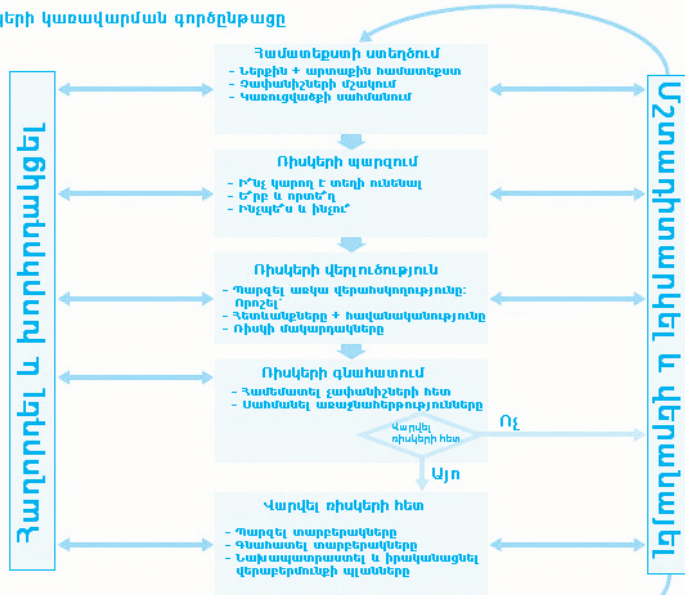 կառավարման գործընթացը
Համատեքստի ստեղծում
- Ներքին + արտաքին համատեքստ
- Չափանիշների մշակում
- Կառուցվածքի սահմանում
Ռիսկերի պարզում
- Ի՞նչ կարող է տեղի ունենալ
- Ե՞րբ և որտե՞ղ
- Ինչպե՞ս և ինչու՞
Ռիսկերի վերլուծություն
- Պարզել առկա վերահսկողությունը:
Որոշել՝
- Հետևանքները + հավանականությունը
- Ռիսկի մակարդակները
Ռիսկերի գնահատում
- Համեմատել չափանիշների հետ
- Սահմանել առաջնահերթությունները
Վարվել
ռիսկերի հետ
Ոչ
Այո
Վարվել ռիսկերի հետ
- Պարզել տարբերակները
- Գնահատել տարբերակները
- Նախապատրաստել և իրականացնել
վերաբերմունքի պլանները
Հաղորդել և խորհրդակցել
Մշտադիտարկել և վերանայել